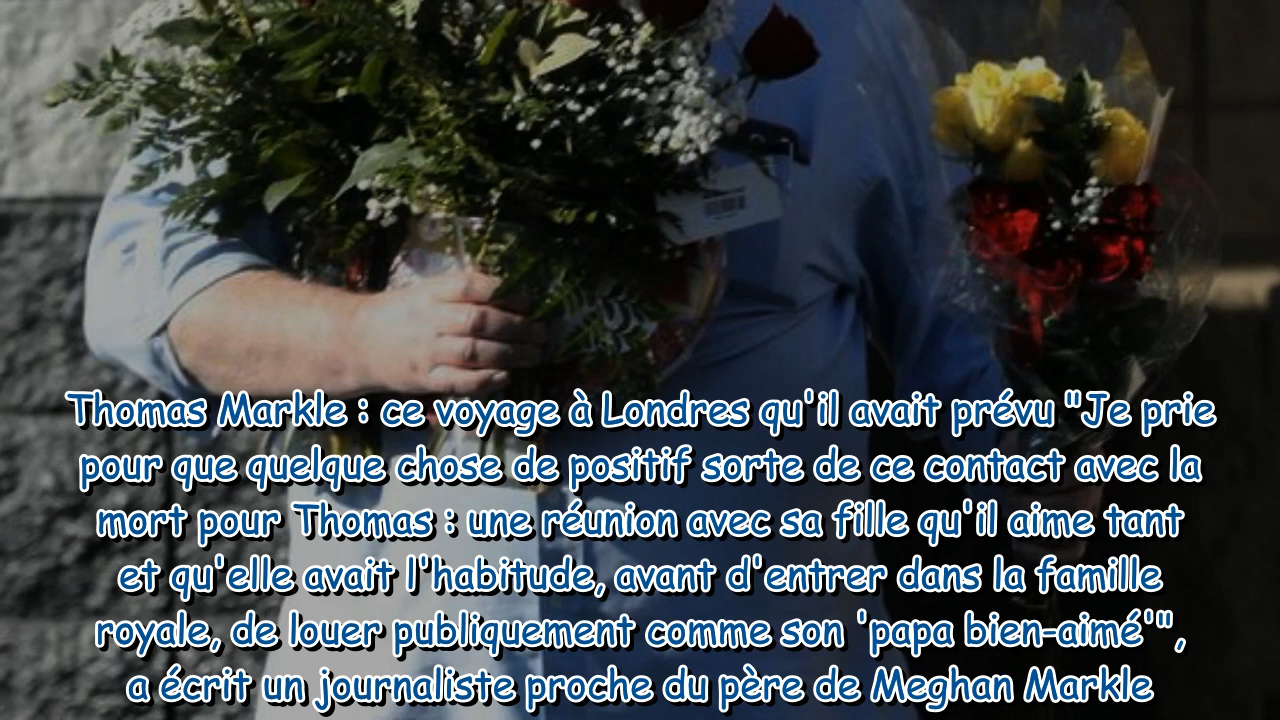 Thomas Markle : ce voyage à Londres qu'il avait prévu "Je prie
pour que quelque chose de positif sorte de ce contact avec la
mort pour Thomas : une réunion avec sa fille qu'il aime tant
et qu'elle avait l'habitude, avant d'entrer dans la famille
royale, de louer publiquement comme son 'papa bien-aimé'",
a écrit un journaliste proche du père de Meghan Markle